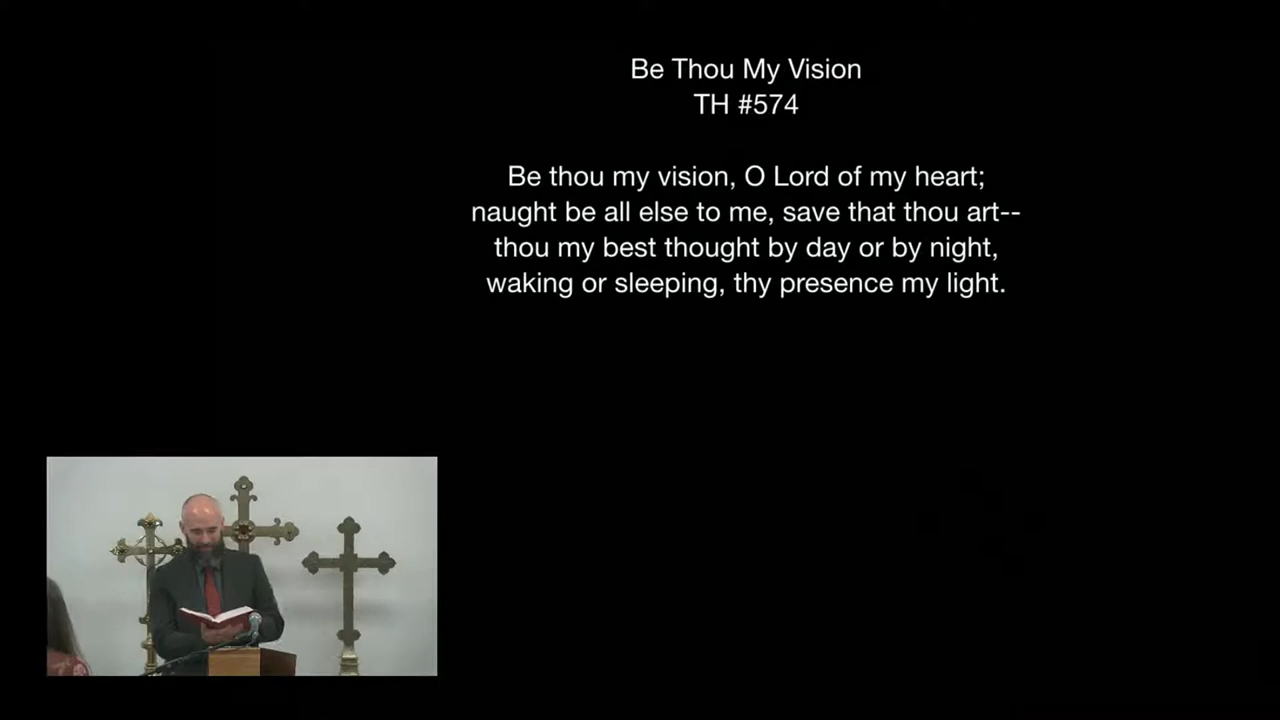 Be Thou My Vision
TH #574
Be thou my vision, O Lord of my heart;
naught be all else to me, save that thou art--
thou my best thought by day or by night,
waking or sleeping, thy presence my light.